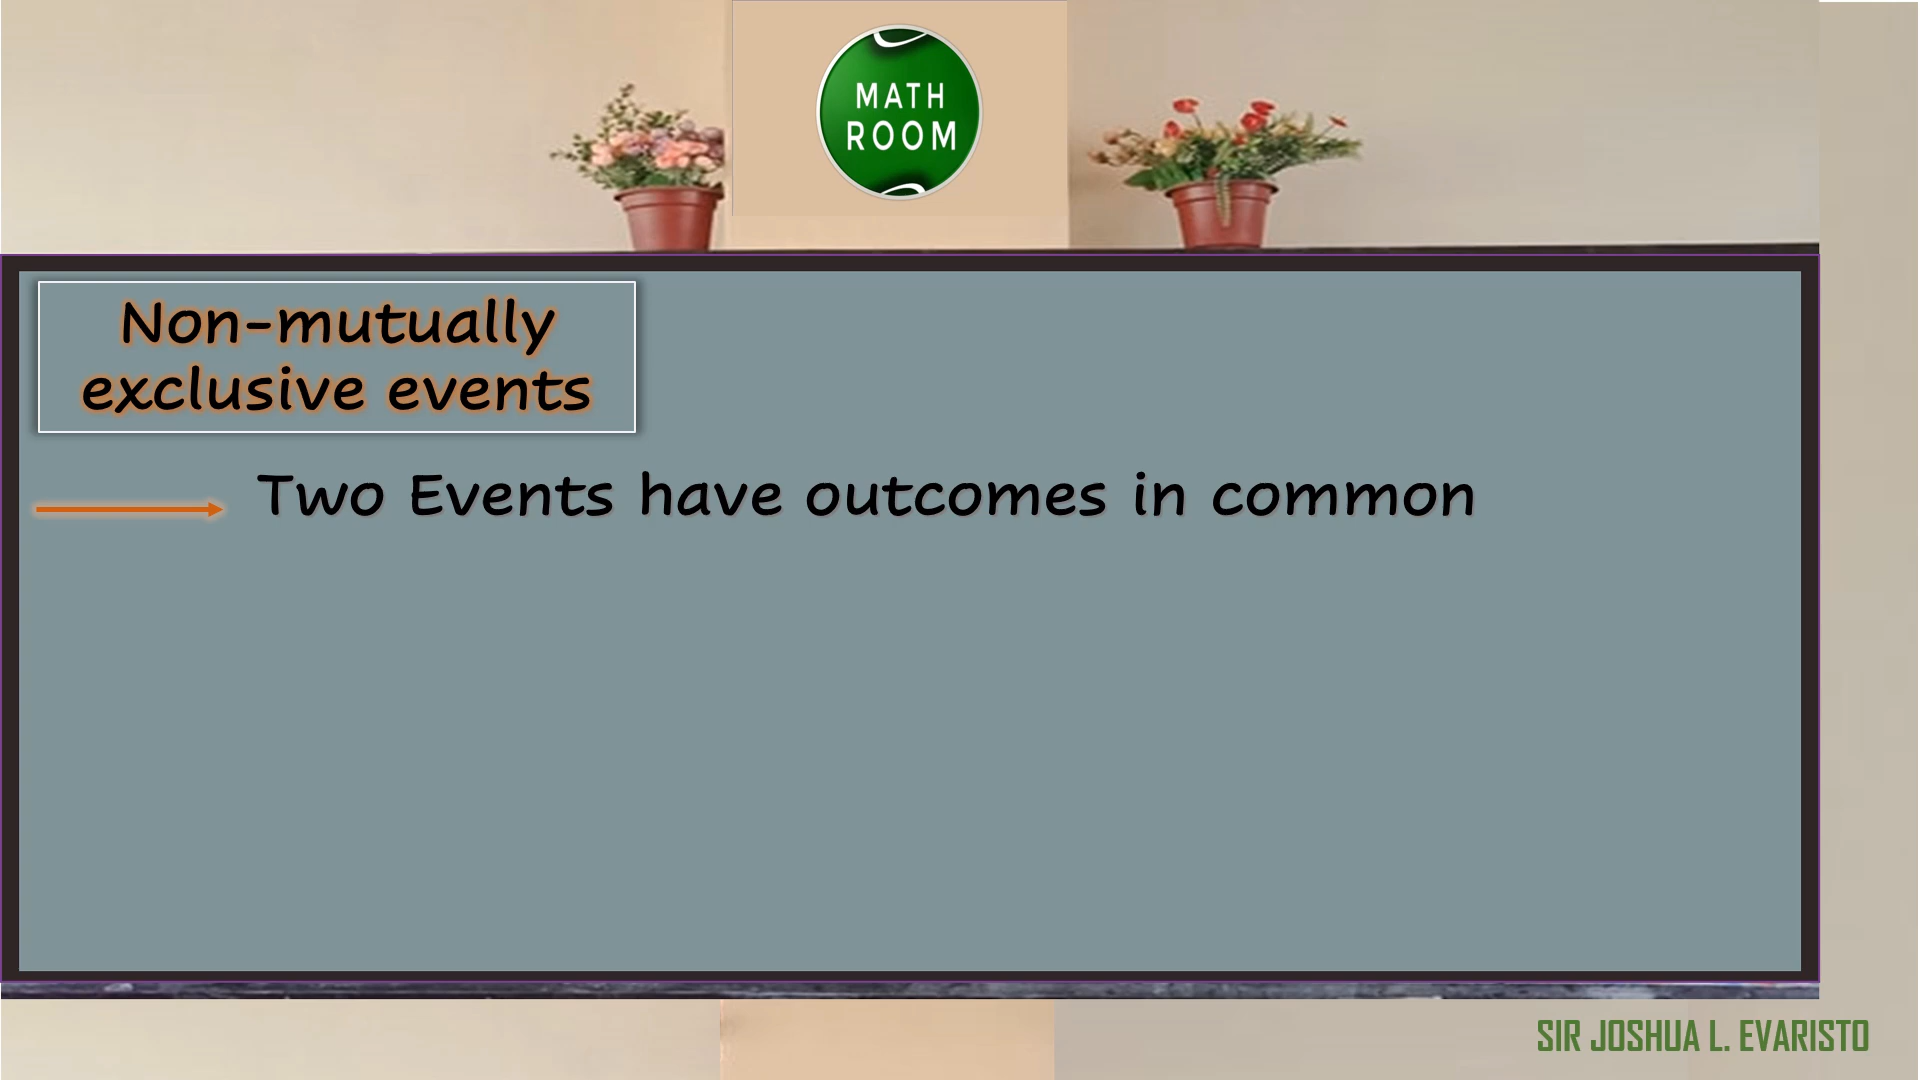 MATH
ROOM
Non-mutually
exclusive events
Two Events have outcomes in common
SIR JOSHUA L. EVARISTO